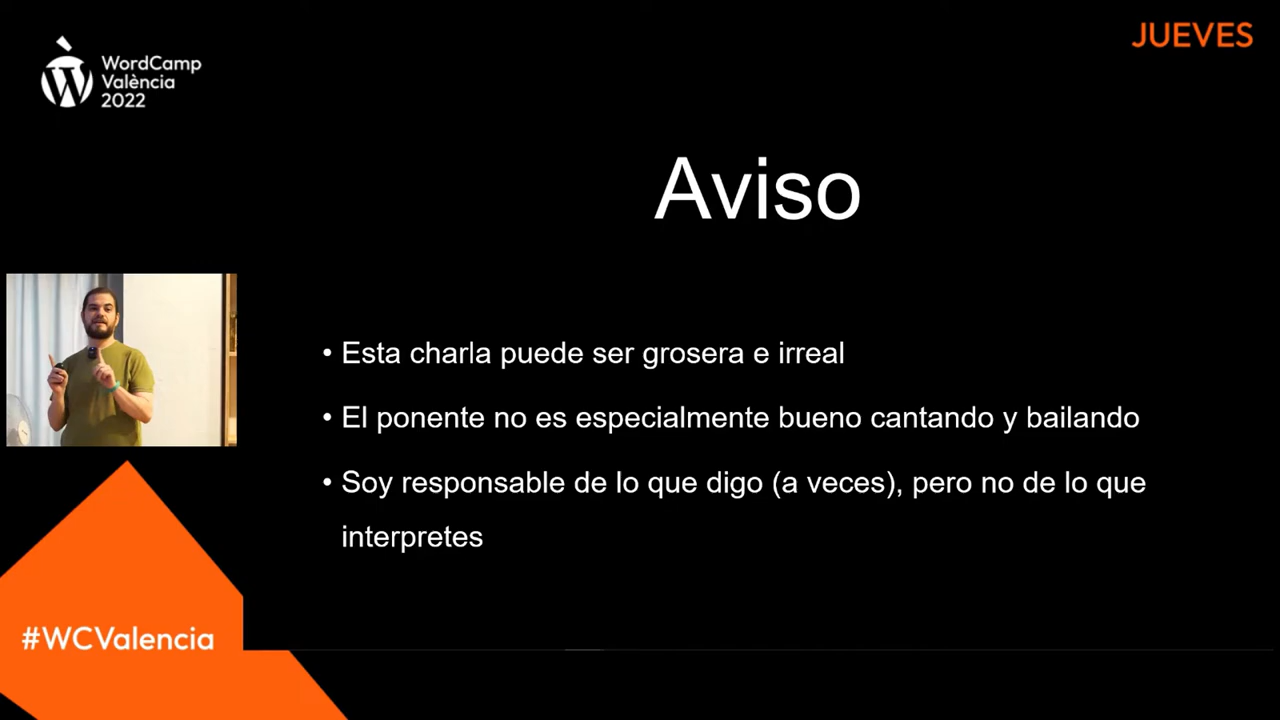 WordCamp
València
2022
JUEVES
Aviso
• Esta charla puede ser grosera e irreal
• El ponente no es especialmente bueno cantando y bailando
• Soy responsable de lo que digo (a veces), pero no de lo que
interpretes
#WCValencia